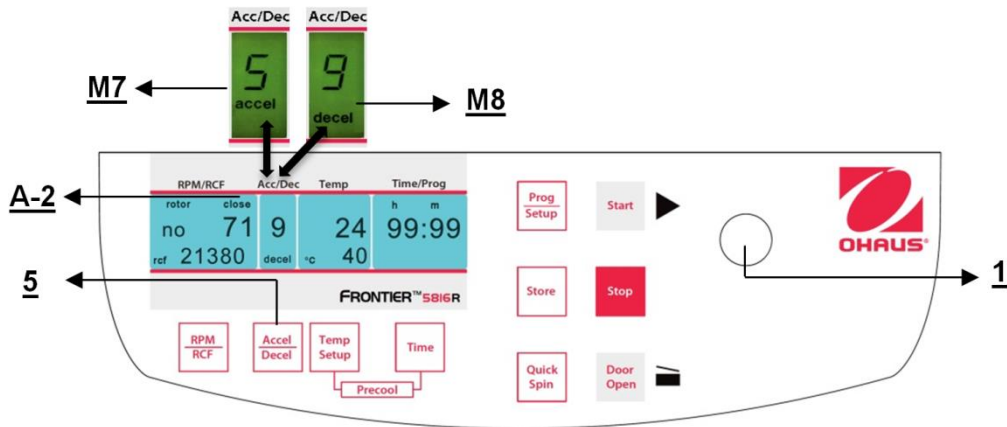 Acc/Dec Acc/Dec
5 9
accel decel
M7 M8
A-2
RPM/RCF Acc/Dec Temp Time/Prog
rotor close h m
no 71 9 24 99:99
rcf 21380 decel °C 40
FRONTIER™ 5816R
5
RPM
RCF
Accel
Decel
Temp
Setup
Time
Precool
Prog
Setup
Start
Store
Stop
Quick
Spin
Door
Open
OHAUS®
1